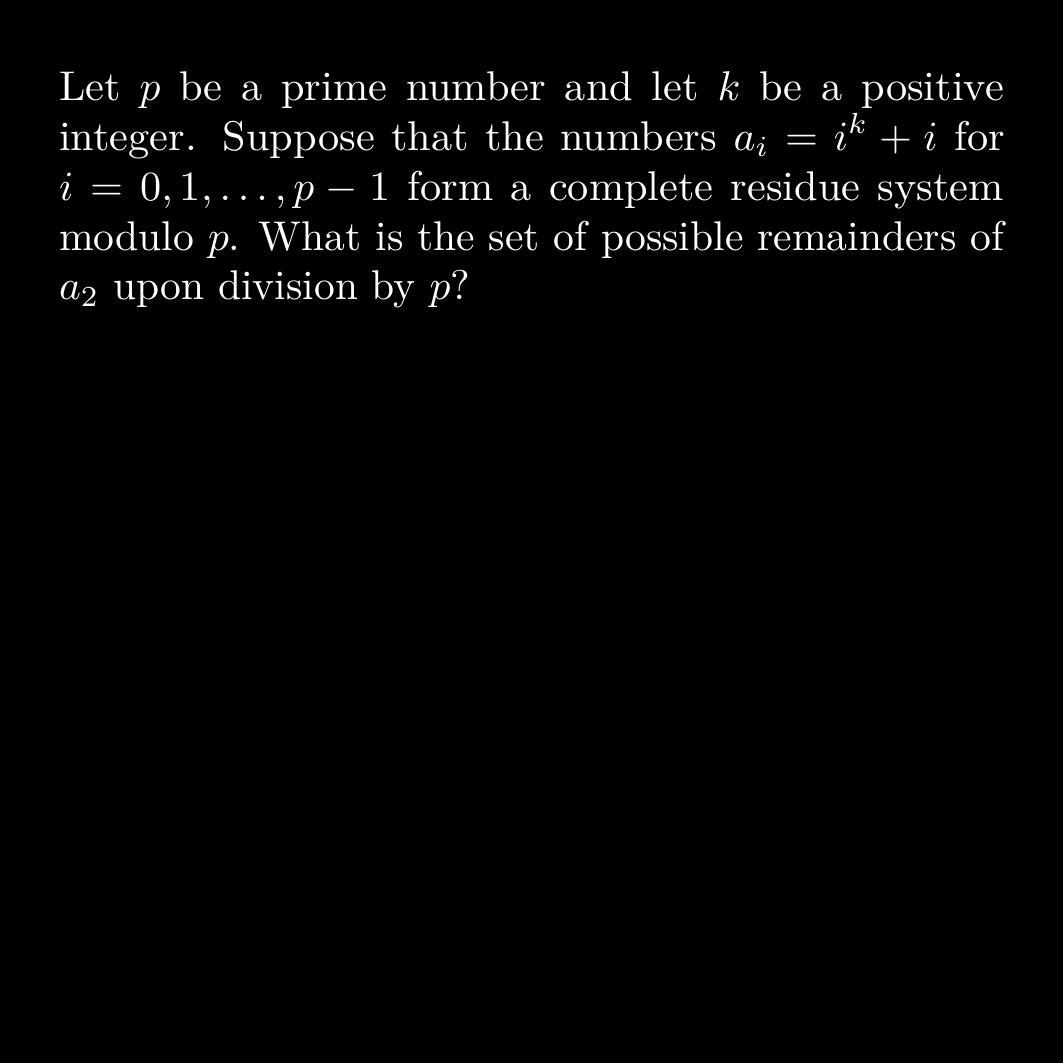 Let p be a prime number and let k be a positive
integer. Suppose that the numbers a_i = i^k + i for
i = 0, 1, . . . , p − 1 form a complete residue system
modulo p. What is the set of possible remainders of
a_2 upon division by p?